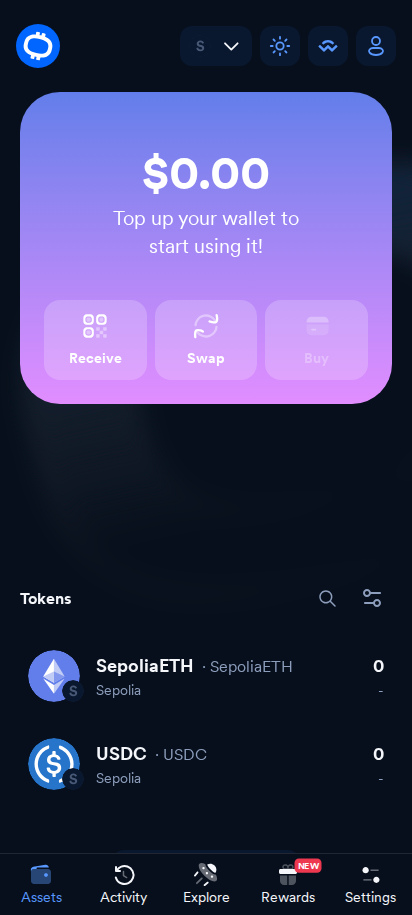 S
$0.00
Top up your wallet to
start using it!
Receive Swap Buy
Tokens
SepoliaETH · SepoliaETH 0
S Sepolia -
USDC · USDC 0
S Sepolia -
NEW
Assets Activity Explore Rewards Settings